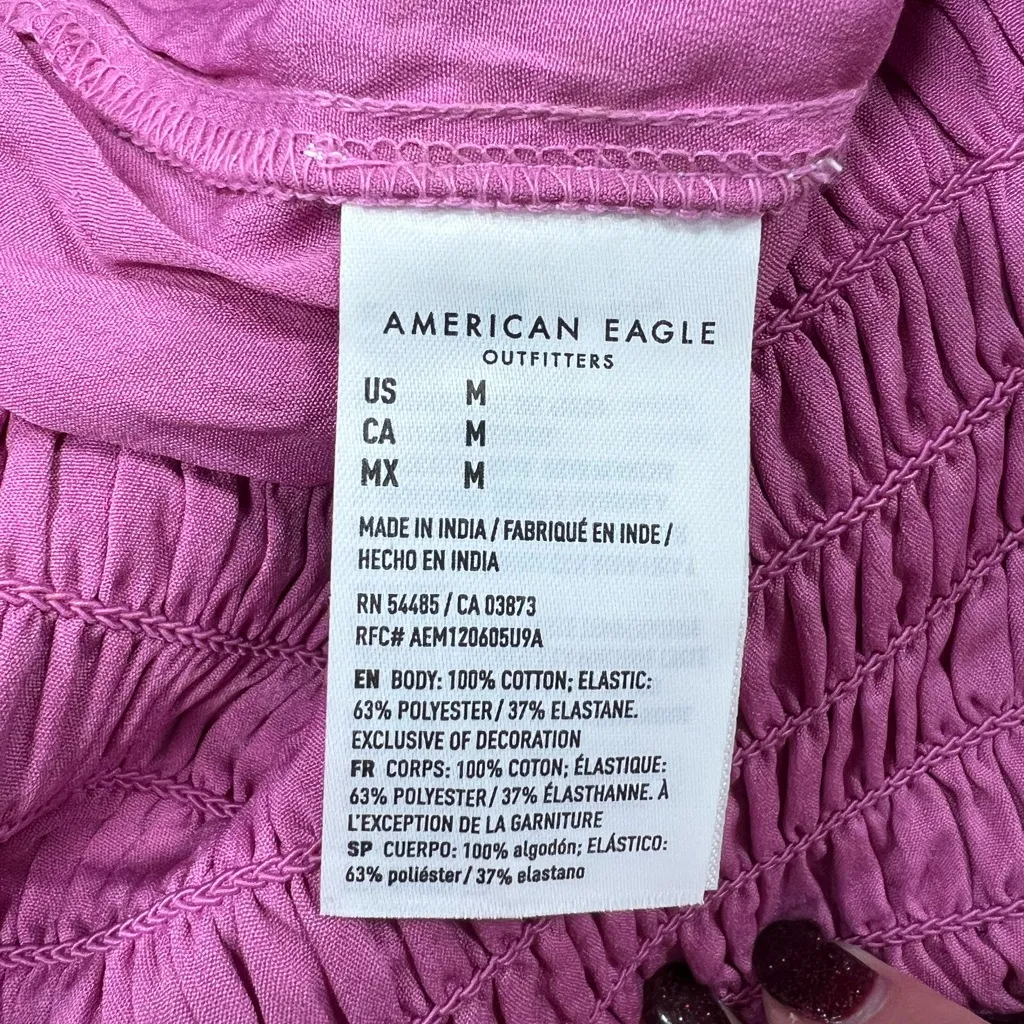 AMERICAN EAGLE
OUTFITTERS
US M
CA M
MX M
MADE IN INDIA / FABRIQUÉ EN INDE /
HECHO EN INDIA
RN 54485 / CA 03873
RFC# AEM120605U9A
EN BODY: 100% COTTON; ELASTIC:
63% POLYESTER / 37% ELASTANE.
EXCLUSIVE OF DECORATION
FR CORPS: 100% COTON; ÉLASTIQUE:
63% POLYESTER / 37% ÉLASTHANNE. À
L'EXCEPTION DE LA GARNITURE
SP CUERPO: 100% algodón; ELÁSTICO:
63% poliéster / 37% elastano